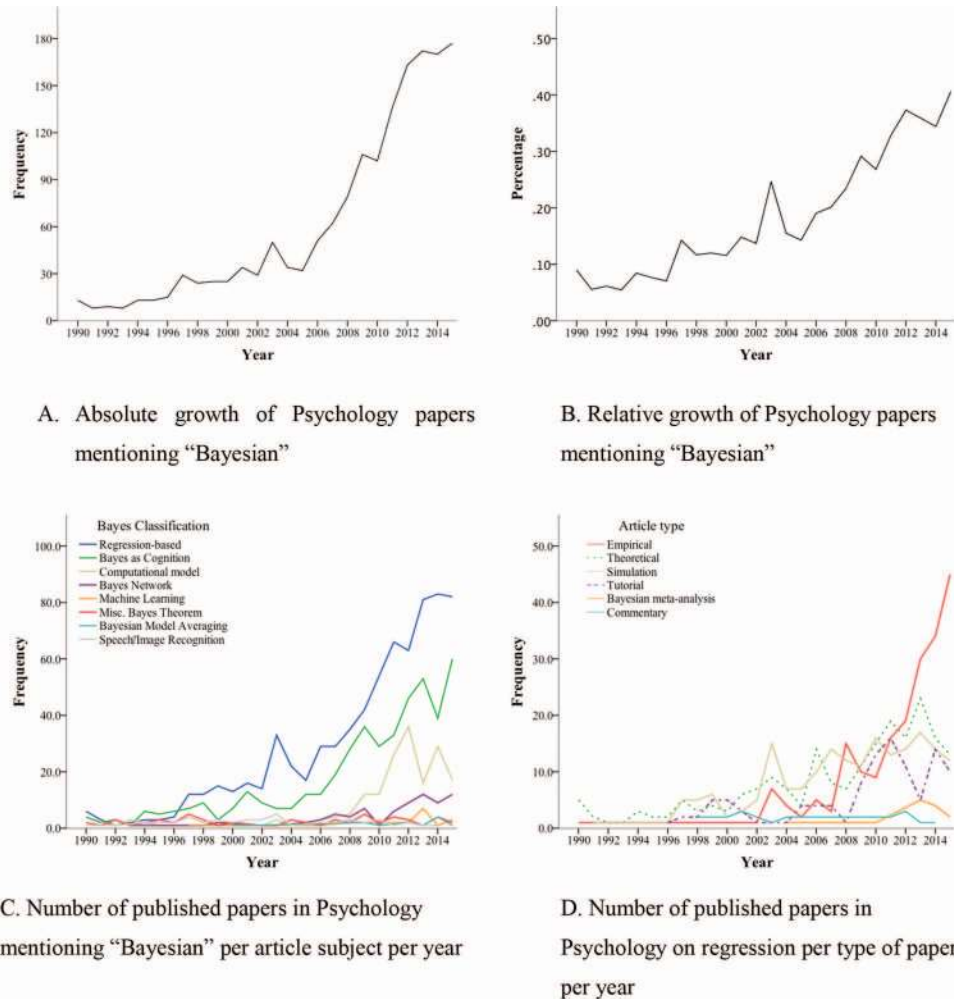 180
150
120
90
60
30
0
Frequency
1990 1992 1994 1996 1998 2000 2002 2004 2006 2008 2010 2012 2014
Year
A. Absolute growth of Psychology papers
mentioning “Bayesian”
.50
.40
.30
.20
.10
.00
Percentage
1990 1992 1994 1996 1998 2000 2002 2004 2006 2008 2010 2012 2014
Year
B. Relative growth of Psychology papers
mentioning “Bayesian”
Bayes Classification
Regression-based
Bayes as Cognition
Computational model
Bayes Network
Machine Learning
Misc. Bayes Theorem
Bayesian Model Averaging
Speech/Image Recognition
100.0
80.0
60.0
40.0
20.0
0.0
Frequency
1990 1992 1994 1996 1998 2000 2002 2004 2006 2008 2010 2012 2014
Year
C. Number of published papers in Psychology
mentioning “Bayesian” per article subject per year
Article type
Empirical
Theoretical
Simulation
Tutorial
Bayesian meta-analysis
Commentary
50.0
40.0
30.0
20.0
10.0
0.0
Frequency
1990 1992 1994 1996 1998 2000 2002 2004 2006 2008 2010 2012 2014
Year
D. Number of published papers in
Psychology on regression per type of paper
per year